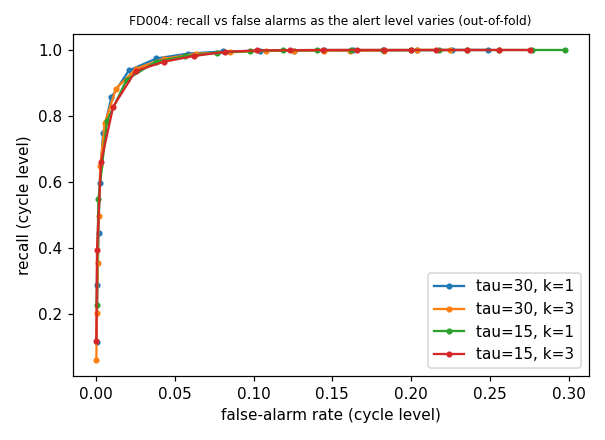 FD004: recall vs false alarms as the alert level varies (out-of-fold)
1.0
0.8
0.6
0.4
0.2
recall (cycle level)
tau=30, k=1
tau=30, k=3
tau=15, k=1
tau=15, k=3
0.00 0.05 0.10 0.15 0.20 0.25 0.30
false-alarm rate (cycle level)